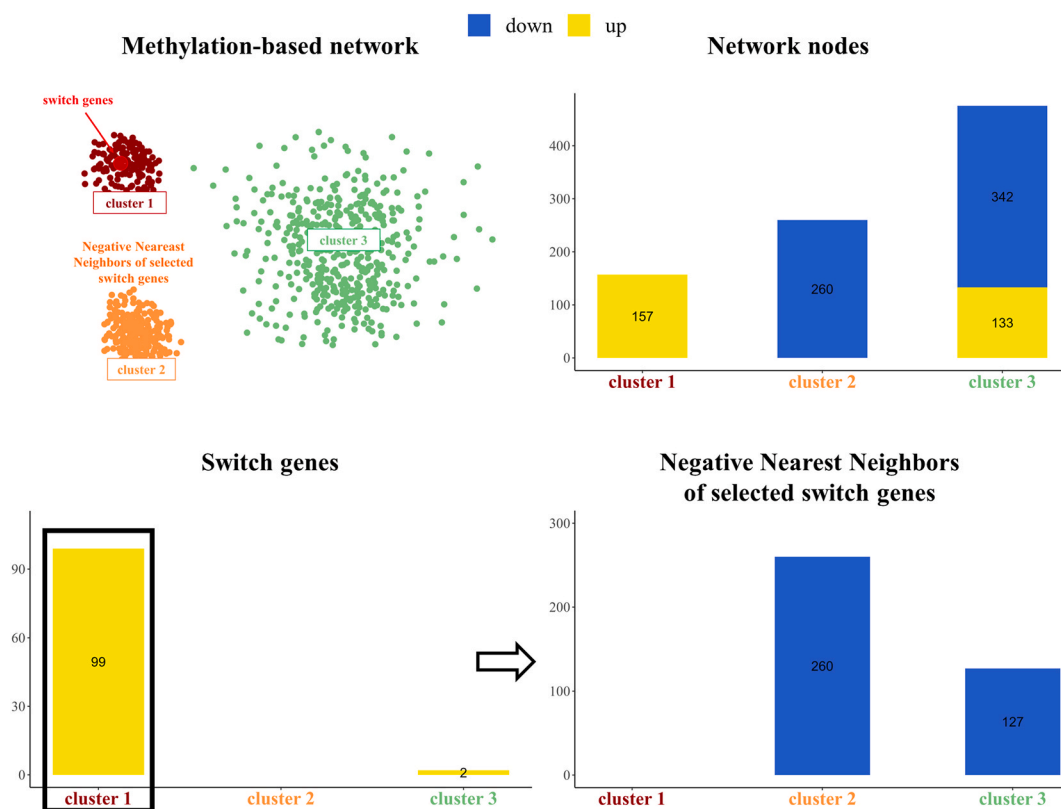 down up
Methylation-based network
switch genes
cluster 1
Negative Nearest
Neighbors of selected
switch genes
cluster 2
cluster 3
Network nodes
400
300
200
100
0
157
260
342
133
cluster 1 cluster 2 cluster 3
Switch genes
90
60
30
0
99
2
cluster 1 cluster 2 cluster 3
Negative Nearest Neighbors
of selected switch genes
300
200
100
0
260
127
cluster 1 cluster 2 cluster 3